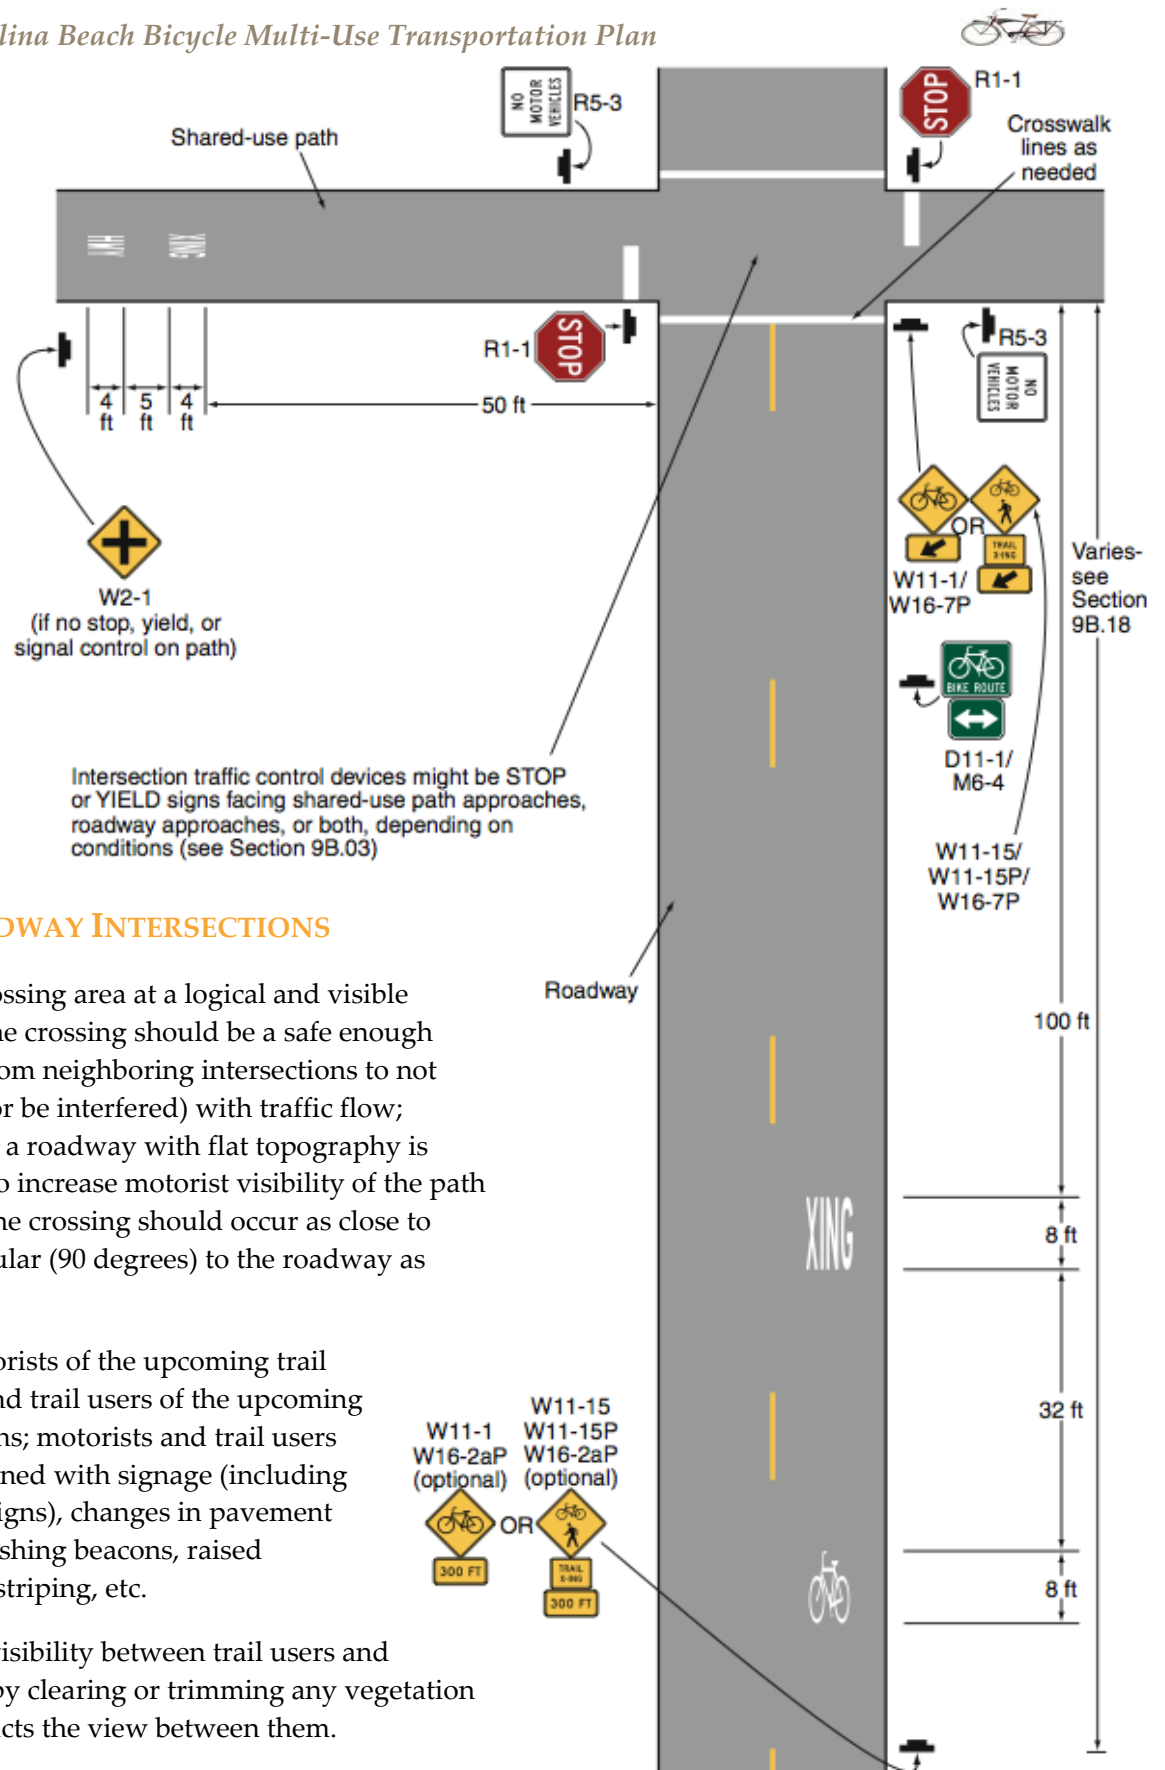 lina Beach Bicycle Multi-Use Transportation Plan
NO
MOTOR
VEHICLES
R5-3
STOP
R1-1
Shared-use path
Crosswalk
lines as
needed
HWY
XING
R1-1
STOP
R5-3
NO
MOTOR
VEHICLES
4
ft
5
ft
4
ft
50 ft
W2-1
(if no stop, yield, or
signal control on path)
OR
TRAIL
X-ING
W11-1/
W16-7P
Varies-
see
Section
9B.18
BIKE ROUTE
D11-1/
M6-4
Intersection traffic control devices might be STOP
or YIELD signs facing shared-use path approaches,
roadway approaches, or both, depending on
conditions (see Section 9B.03)
W11-15/
W11-15P/
W16-7P
DWAY INTERSECTIONS
Roadway
ossing area at a logical and visible
ne crossing should be a safe enough
om neighboring intersections to not
or be interfered) with traffic flow;
a roadway with flat topography is
o increase motorist visibility of the path
ne crossing should occur as close to
ular (90 degrees) to the roadway as
100 ft
XING
8 ft
orists of the upcoming trail
nd trail users of the upcoming
ns; motorists and trail users
ned with signage (including
igns), changes in pavement
shing beacons, raised
striping, etc.
32 ft
W11-1
W16-2aP
(optional)
W11-15
W11-15P
W16-2aP
(optional)
OR
300 FT
TRAIL
X-ING
300 FT
8 ft
visibility between trail users and
by clearing or trimming any vegetation
ucts the view between them.